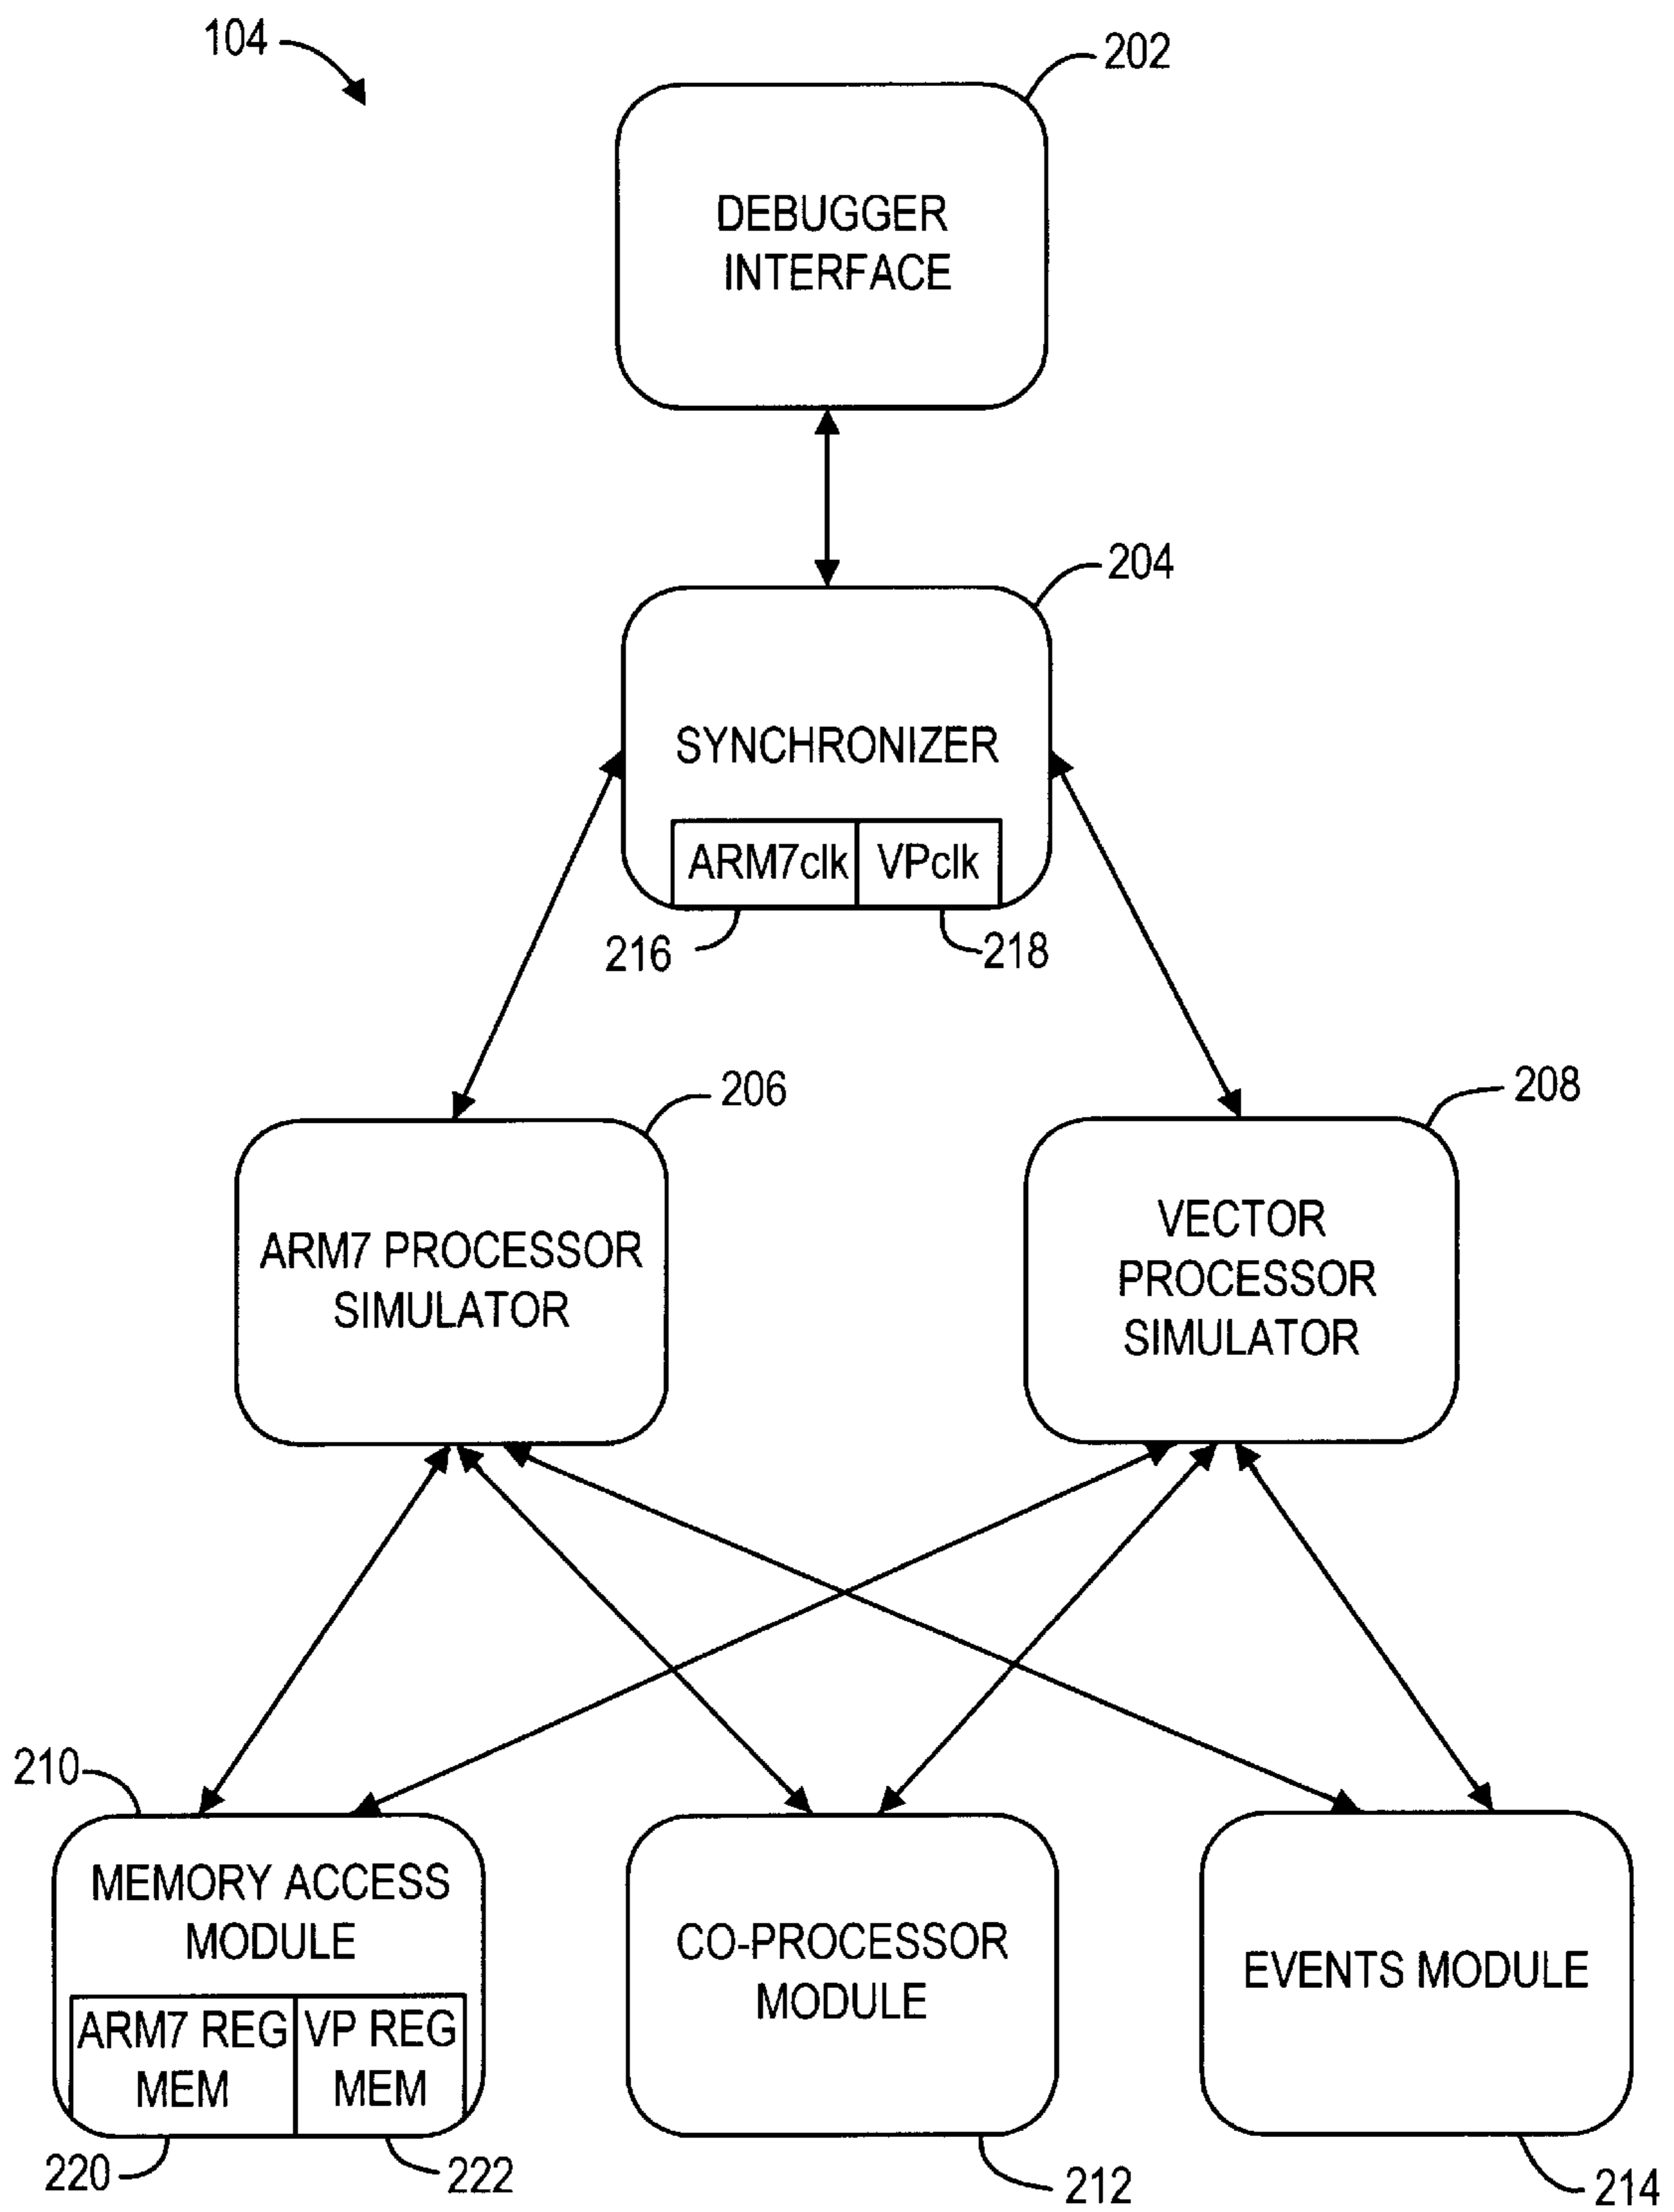 104
202
DEBUGGER
INTERFACE
204
SYNCHRONIZER
ARM7clk VPclk
216 218
206
208
ARM7 PROCESSOR
SIMULATOR
VECTOR
PROCESSOR
SIMULATOR
210
MEMORY ACCESS
MODULE
ARM7 REG
MEM
VP REG
MEM
220
222
CO-PROCESSOR
MODULE
212
EVENTS MODULE
214